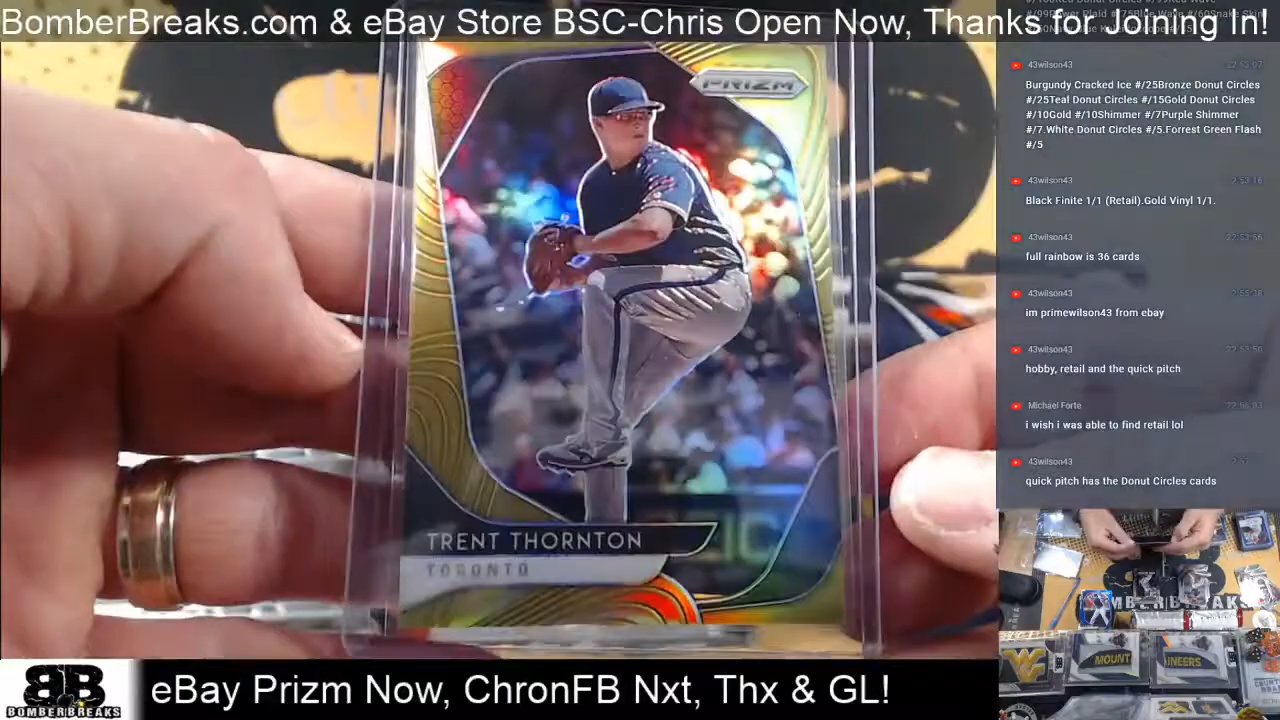 BomberBreaks.com & eBay Store BSC-Chris Open Now, Thanks for Joining In!
PRIZM
TRENT THORNTON
TORONTO
43wilson43
Burgundy Cracked Ice #/25Bronze Donut Circles
#/25Teal Donut Circles #/15Gold Donut Circles
#/10Gold #/10Shimmer #/7Purple Shimmer
#/7.White Donut Circles #/5.Forrest Green Flash
#/5
43wilson43
Black Finite 1/1 (Retail).Gold Vinyl 1/1.
43wilson43
full rainbow is 36 cards
43wilson43
im primewilson43 from ebay
43wilson43
hobby, retail and the quick pitch
Michael Forte
i wish i was able to find retail lol
43wilson43
quick pitch has the Donut Circles cards
BOMBERBREAKS
MOUNT
INEERS
BB
BOMBERBREAKS
eBay Prizm Now, ChronFB Nxt, Thx & GL!